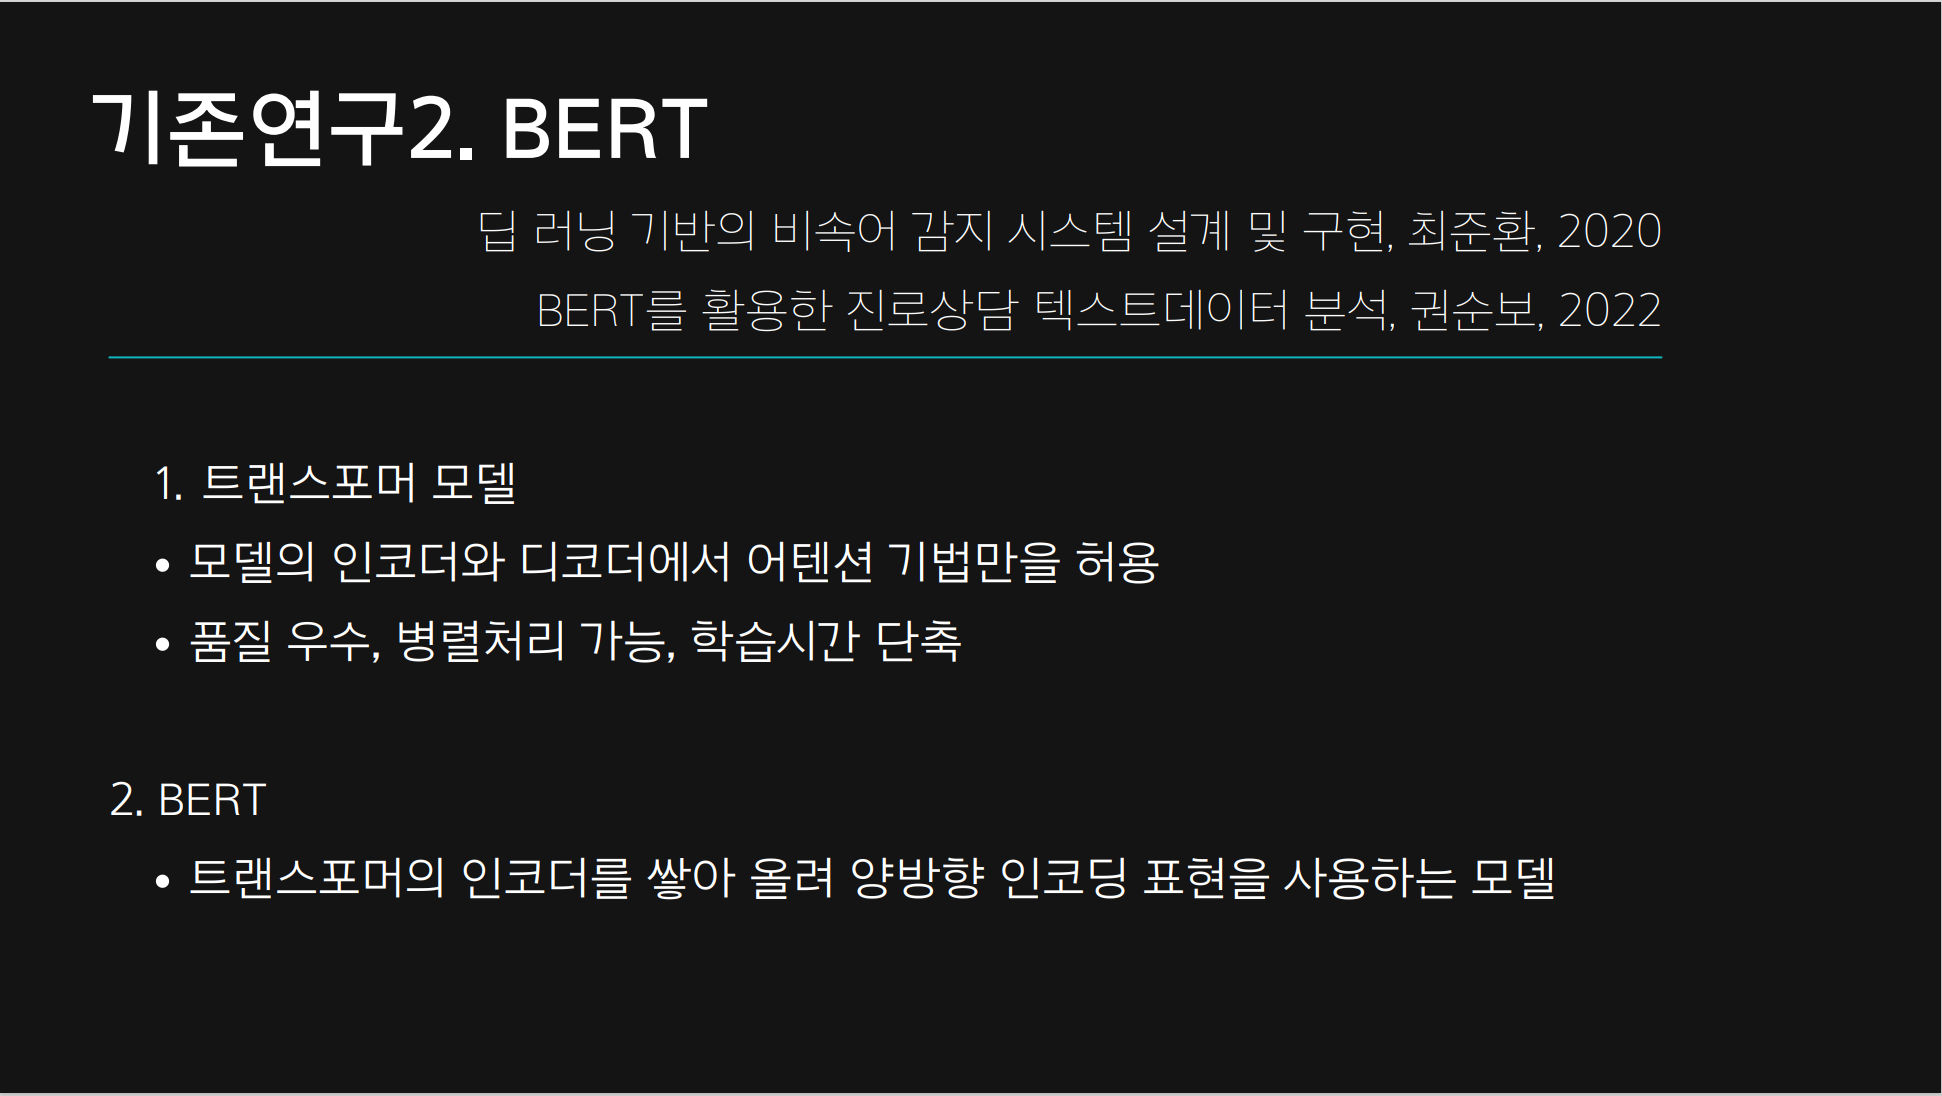 기존연구2. BERT
딥 러닝 기반의 비속어 감지 시스템 설계 및 구현, 최준환, 2020
BERT를 활용한 진로상담 텍스트데이터 분석, 권순보, 2022
1. 트랜스포머 모델
• 모델의 인코더와 디코더에서 어텐션 기법만을 허용
• 품질 우수, 병렬처리 가능, 학습시간 단축
2. BERT
• 트랜스포머의 인코더를 쌓아 올려 양방향 인코딩 표현을 사용하는 모델